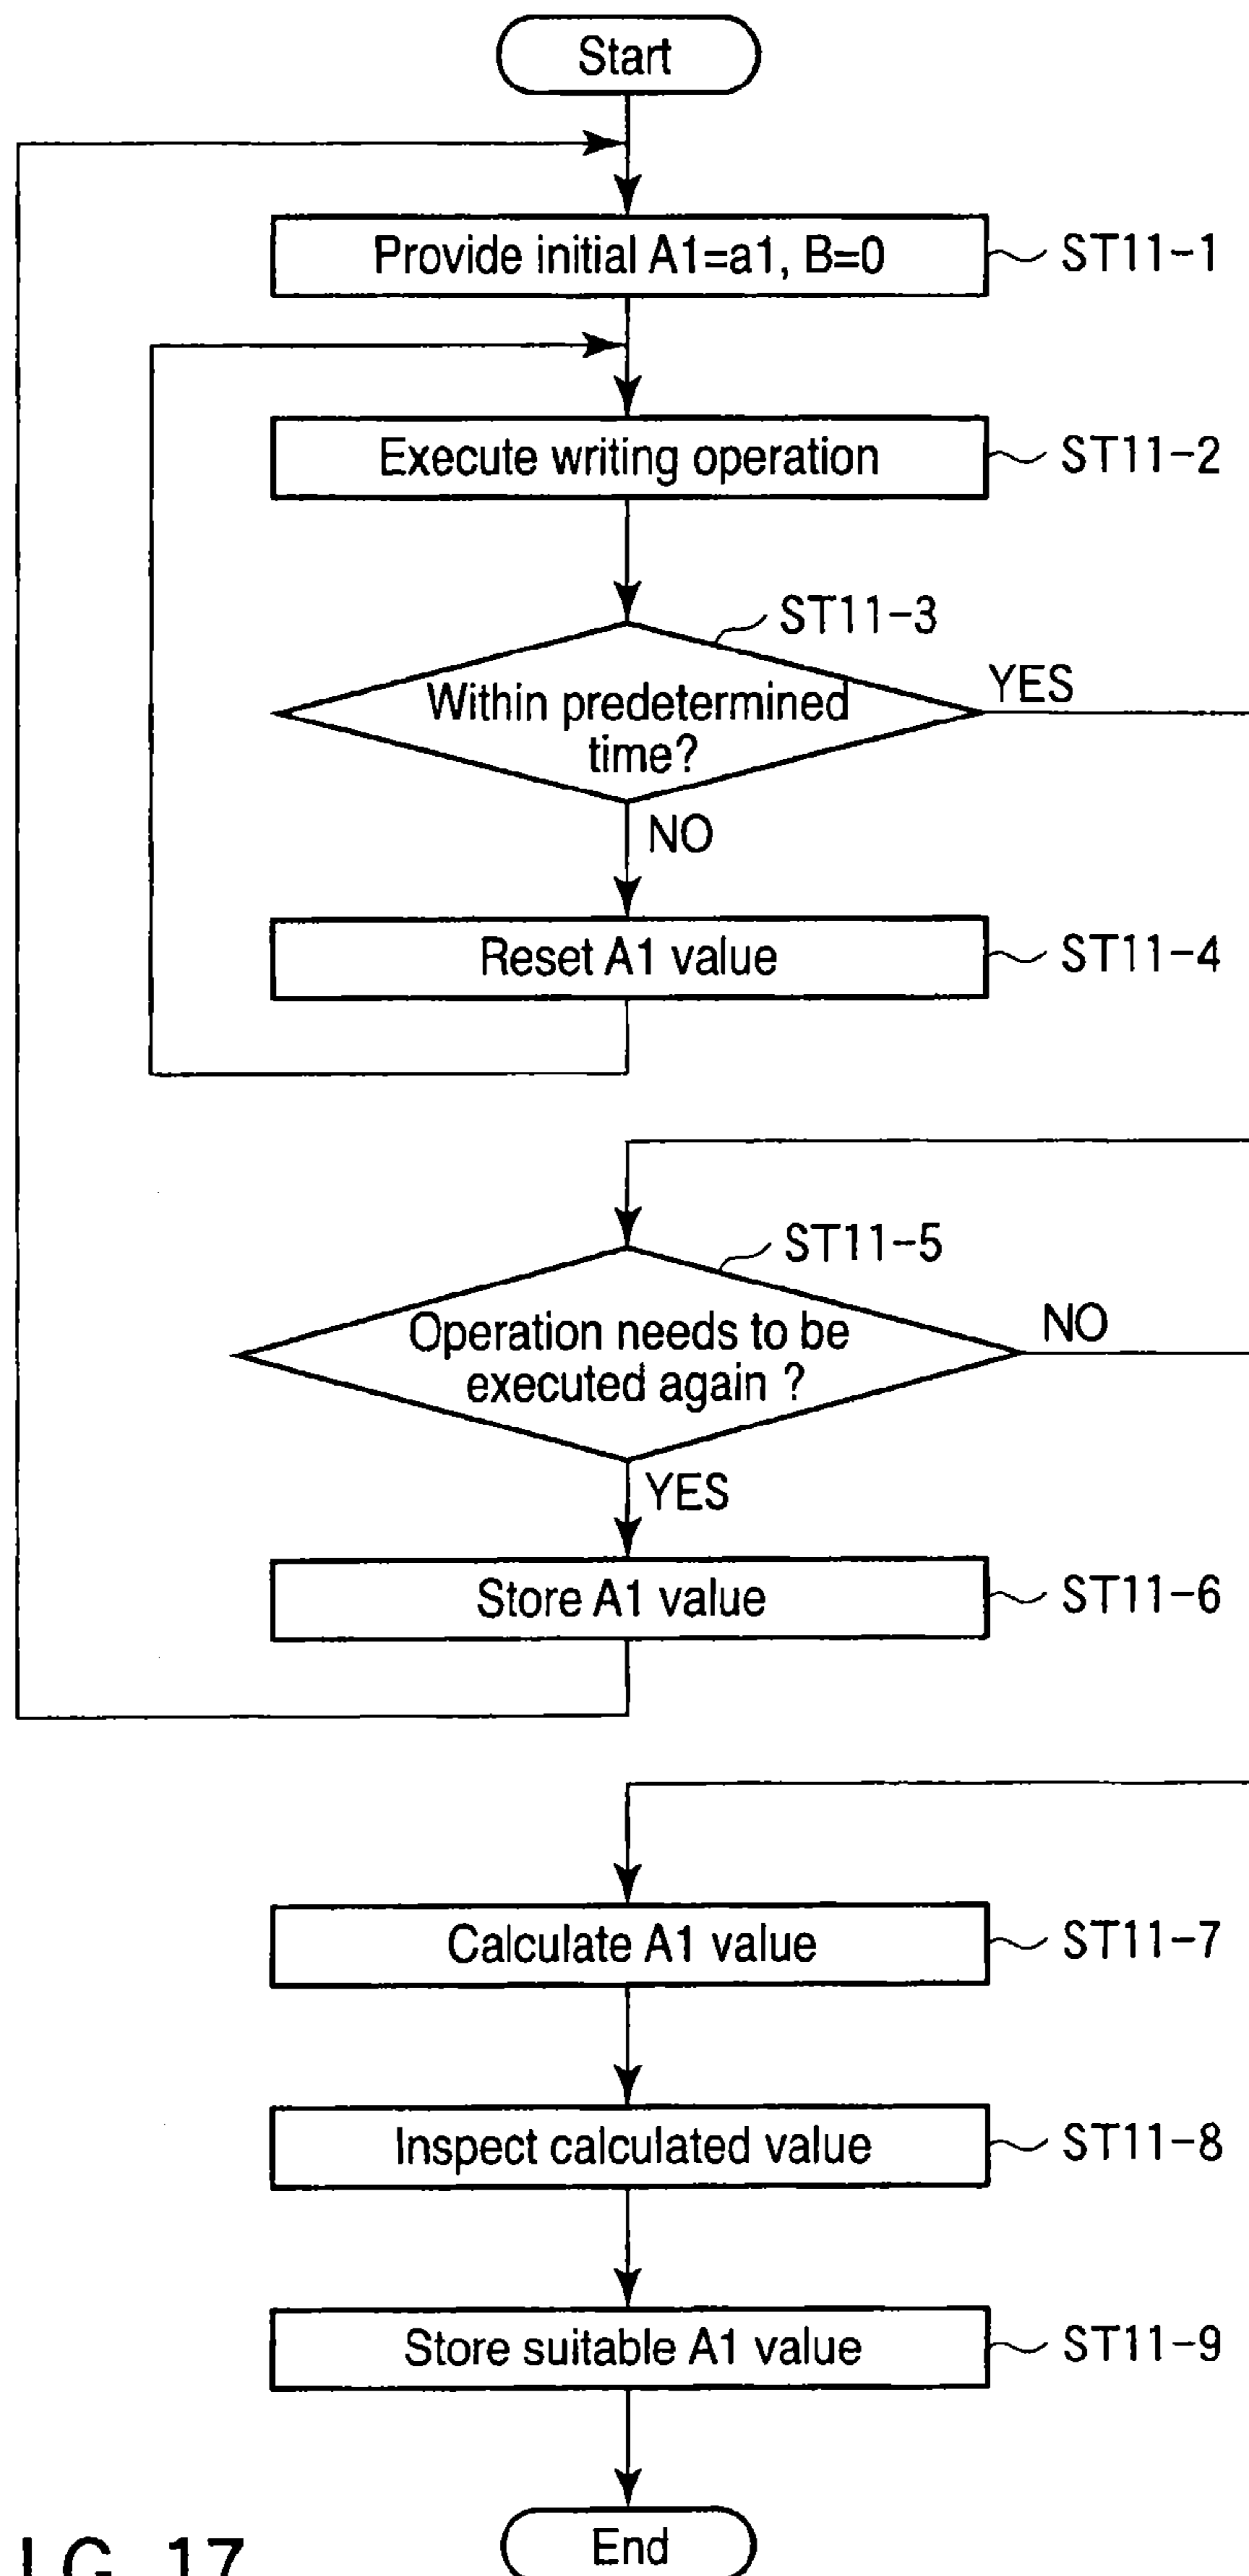 Start
Provide initial A1=a1, B=0
ST11-1
Execute writing operation
ST11-2
ST11-3
Within predetermined
time?
YES
NO
Reset A1 value
ST11-4
ST11-5
Operation needs to be
executed again ?
NO
YES
Store A1 value
ST11-6
Calculate A1 value
ST11-7
Inspect calculated value
ST11-8
Store suitable A1 value
ST11-9
End
IG. 17